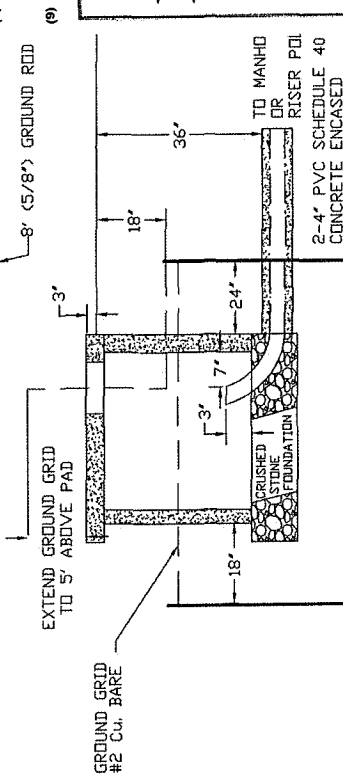 (9)
8' (5/8") GROUND ROD
3"
18"
36"
EXTEND GROUND GRID
TO 5' ABOVE PAD
GROUND GRID
#2 Cu. BARE
3"
7"
24"
18"
CRUSHED
STONE
FOUNDATION
TO MANHO
OR
RISER POL
2-4" PVC SCHEDULE 40
CONCRETE ENCASED